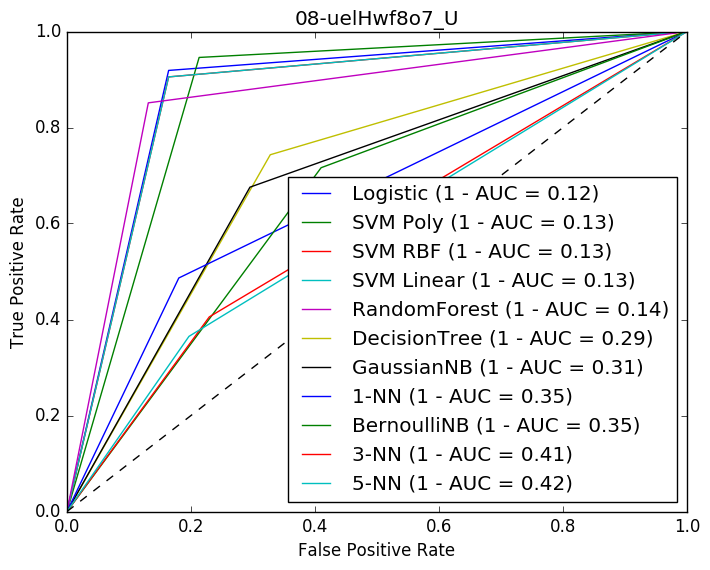 08-uelHwf8o7_U
1.0
0.8
0.6
0.4
0.2
0.0
True Positive Rate
Logistic (1 - AUC = 0.12)
SVM Poly (1 - AUC = 0.13)
SVM RBF (1 - AUC = 0.13)
SVM Linear (1 - AUC = 0.13)
RandomForest (1 - AUC = 0.14)
DecisionTree (1 - AUC = 0.29)
GaussianNB (1 - AUC = 0.31)
1-NN (1 - AUC = 0.35)
BernoulliNB (1 - AUC = 0.35)
3-NN (1 - AUC = 0.41)
5-NN (1 - AUC = 0.42)
0.0 0.2 0.4 0.6 0.8 1.0
False Positive Rate